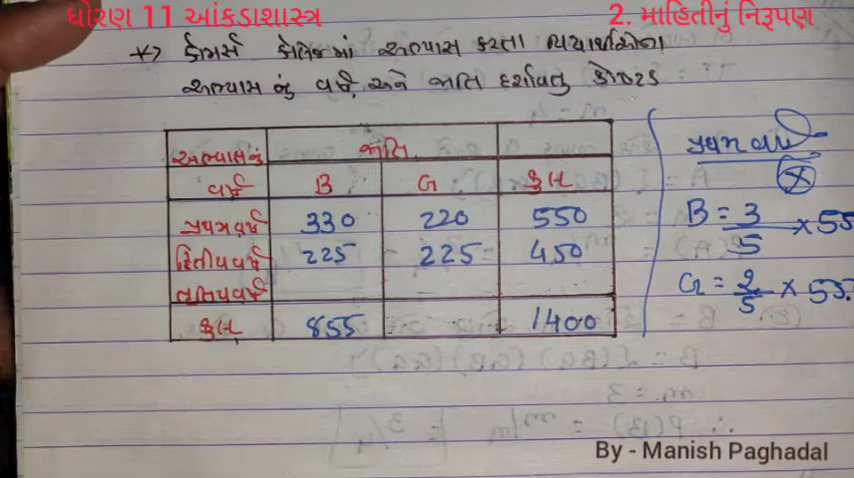 ધોરણ 11 આંકડાશાસ્ત્ર
2. માહિતીનું નિરૂપણ
*> કોમર્સ કોલેજમાં અભ્યાસ કરતા
અભ્યાસ નું વર્ષ અને જાતિ દર્શાવતુ કોષ્ટક
અભ્યાસનું જાતિ
વર્ષ B G કુલ
પ્રથમવર્ષ 330 220 550
દ્વિતીયવર્ષ 225 225 450
તૃતિયવર્ષ
કુલ 855 1400
પ્રથમ વર્ષ
B = 3/5 × 55
G = 2/5 × 55
By - Manish Paghadal